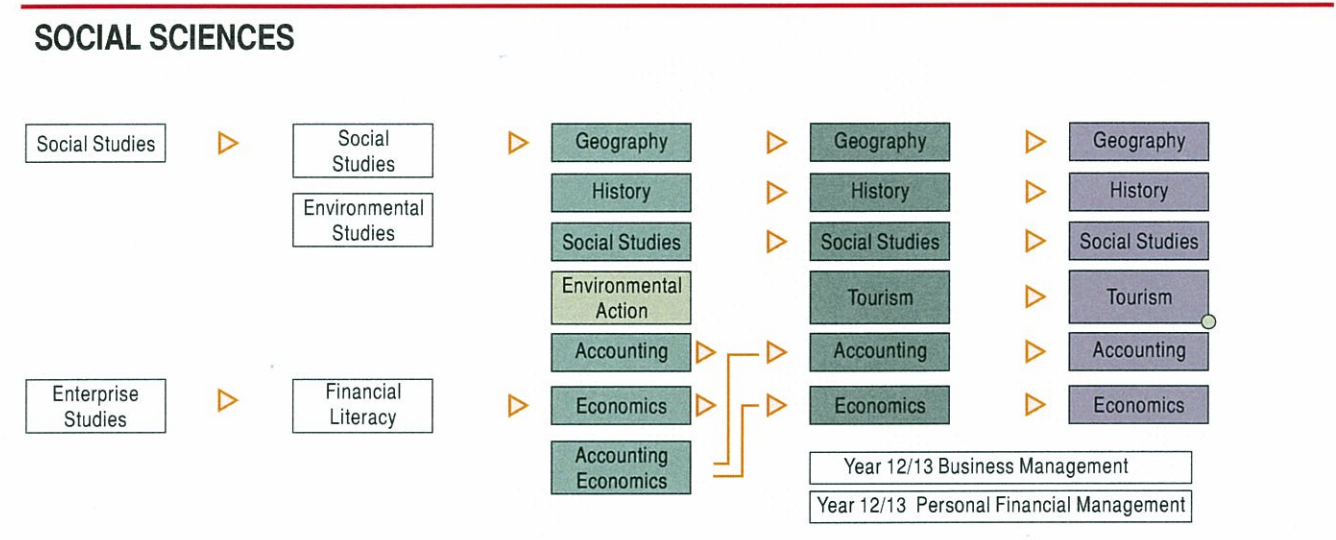 SOCIAL SCIENCES
Social Studies
Social
Studies
Geography
Geography
Geography
Environmental
Studies
History
History
History
Social Studies
Social Studies
Social Studies
Environmental
Action
Tourism
Tourism
Accounting
Accounting
Accounting
Enterprise
Studies
Financial
Literacy
Economics
Economics
Economics
Accounting
Economics
Year 12/13 Business Management
Year 12/13 Personal Financial Management